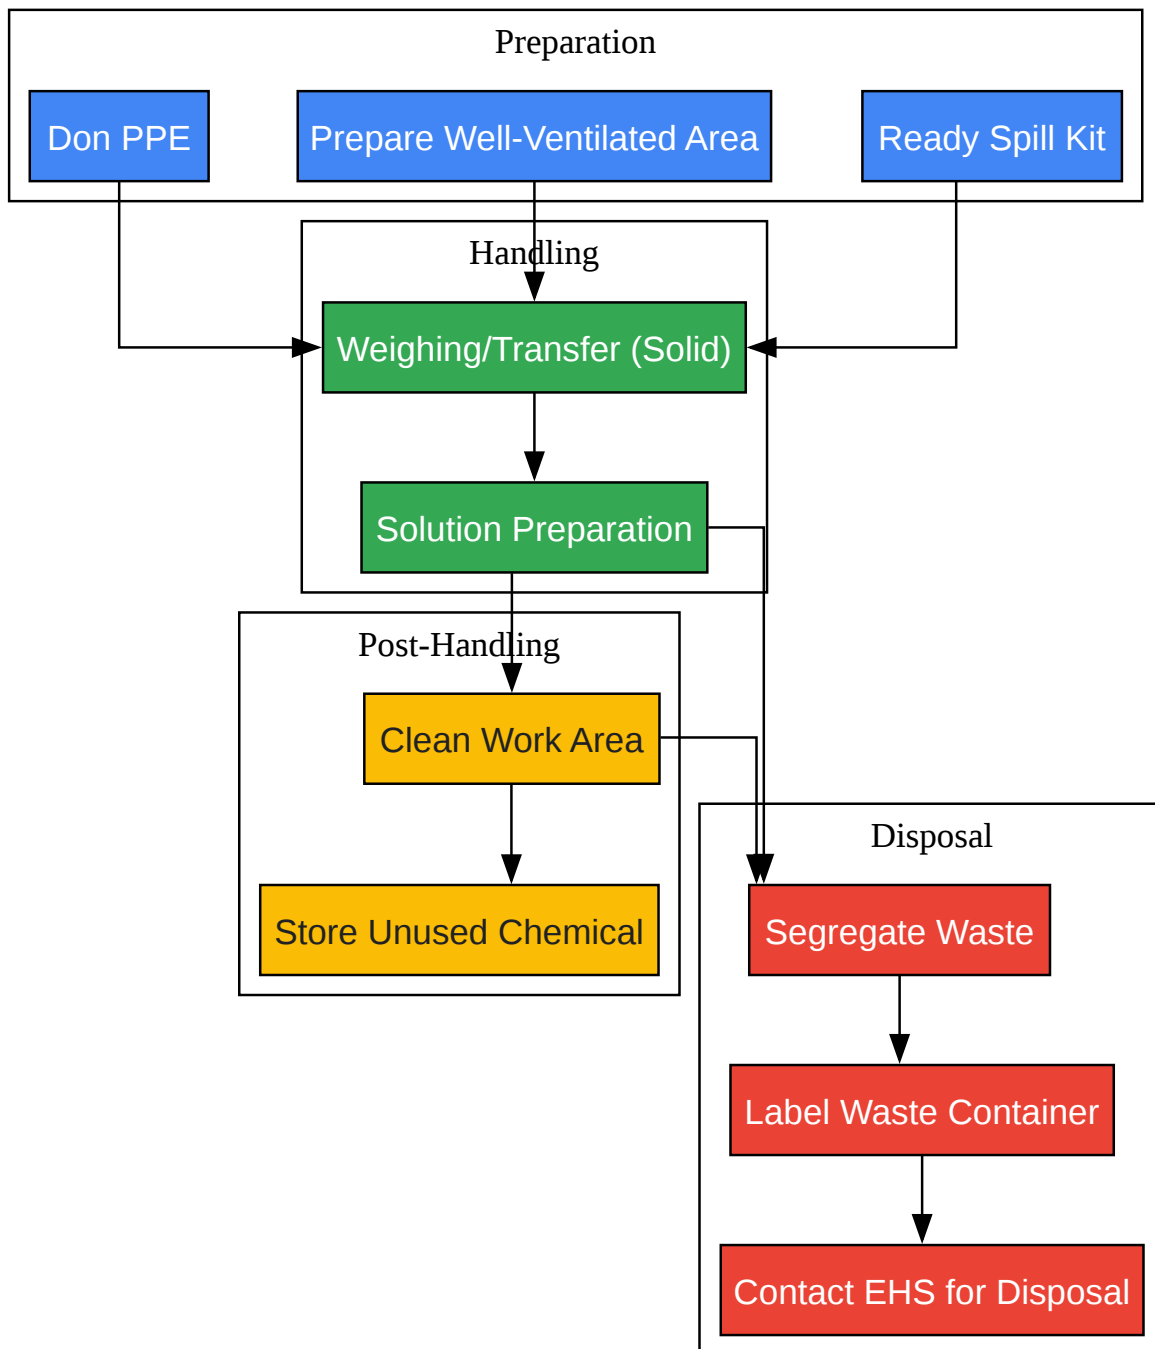 Preparation
Don PPE
Prepare Well-Ventilated Area
Ready Spill Kit
Handling
Weighing/Transfer (Solid)
Solution Preparation
Post-Handling
Clean Work Area
Store Unused Chemical
Disposal
Segregate Waste
Label Waste Container
Contact EHS for Disposal